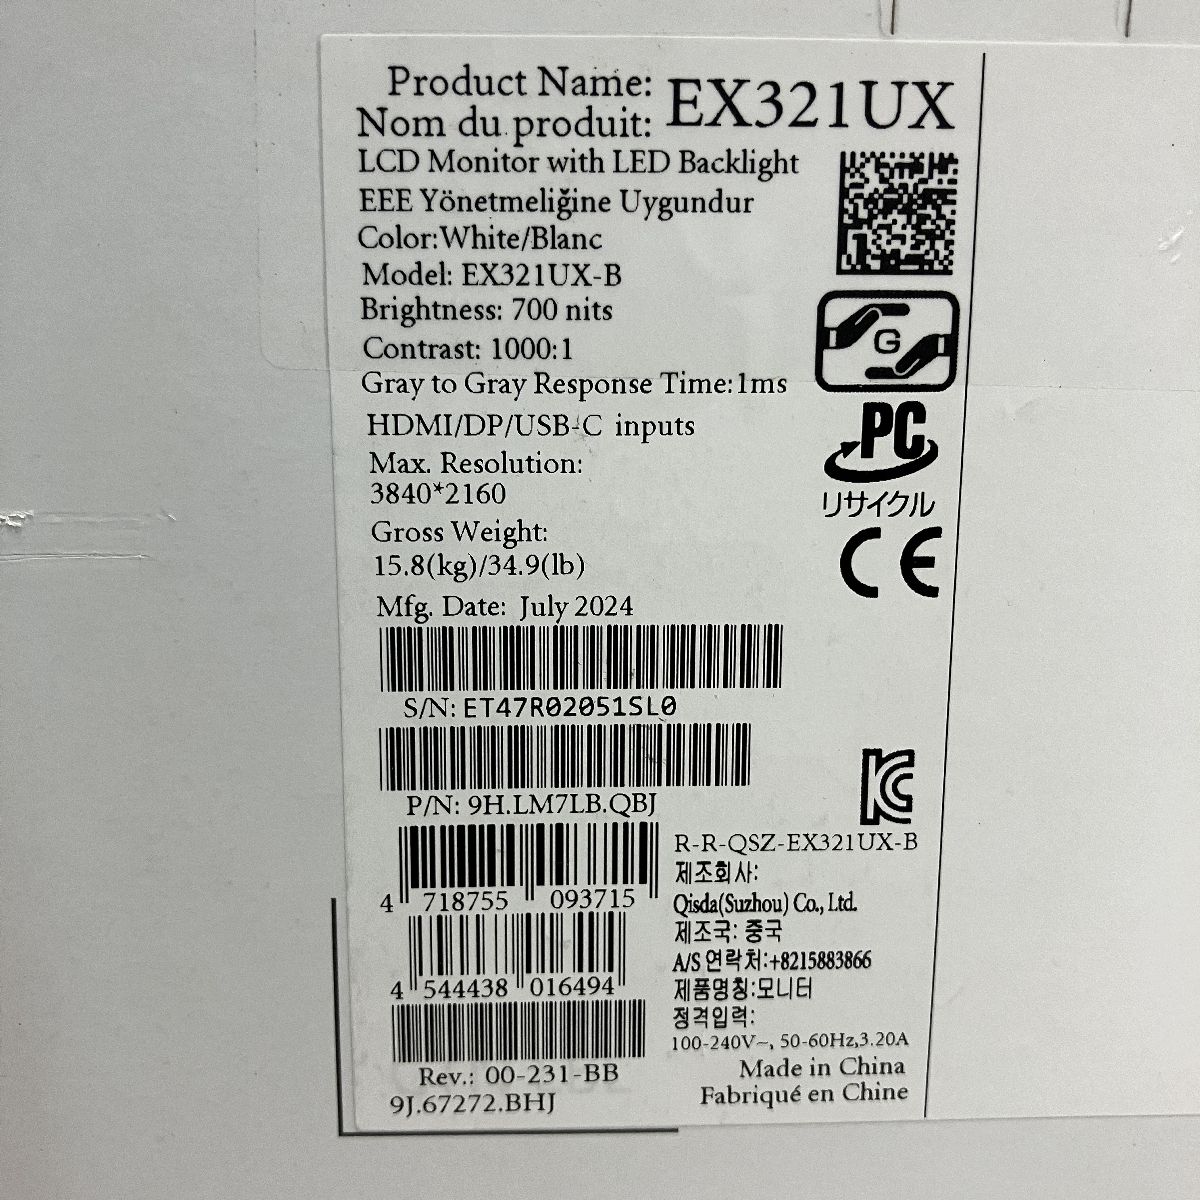 Product Name: EX321UX
Nom du produit:
LCD Monitor with LED Backlight
EEE Yönetmeliğine Uygundur
Color:White/Blanc
Model: EX321UX-B
Brightness: 700 nits
Contrast: 1000:1
Gray to Gray Response Time:1ms
HDMI/DP/USB-C inputs
Max. Resolution:
3840*2160
Gross Weight:
15.8(kg)/34.9(lb)
Mfg. Date: July 2024
G
PC
リサイクル
CE
S/N: ET47R02051SL0
P/N: 9H.LM7LB.QBJ
4 718755 093715
4 544438 016494
Rev.: 00-231-BB
9J.67272.BHJ
KC
R-R-QSZ-EX321UX-B
제조회사:
Qisda(Suzhou) Co., Ltd.
제조국: 중국
A/S 연락처:+8215883866
제품명칭:모니터
정격입력:
100-240V~, 50-60Hz,3.20A
Made in China
Fabriqué en Chine